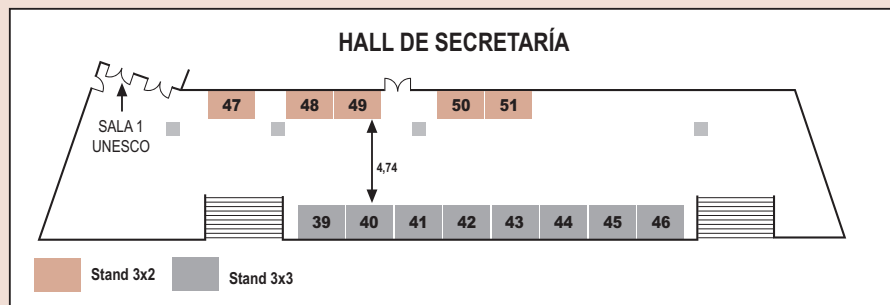 HALL DE SECRETARÍA
47 48 49 50 51
SALA 1
UNESCO
4,74
39 40 41 42 43 44 45 46
Stand 3x2 Stand 3x3